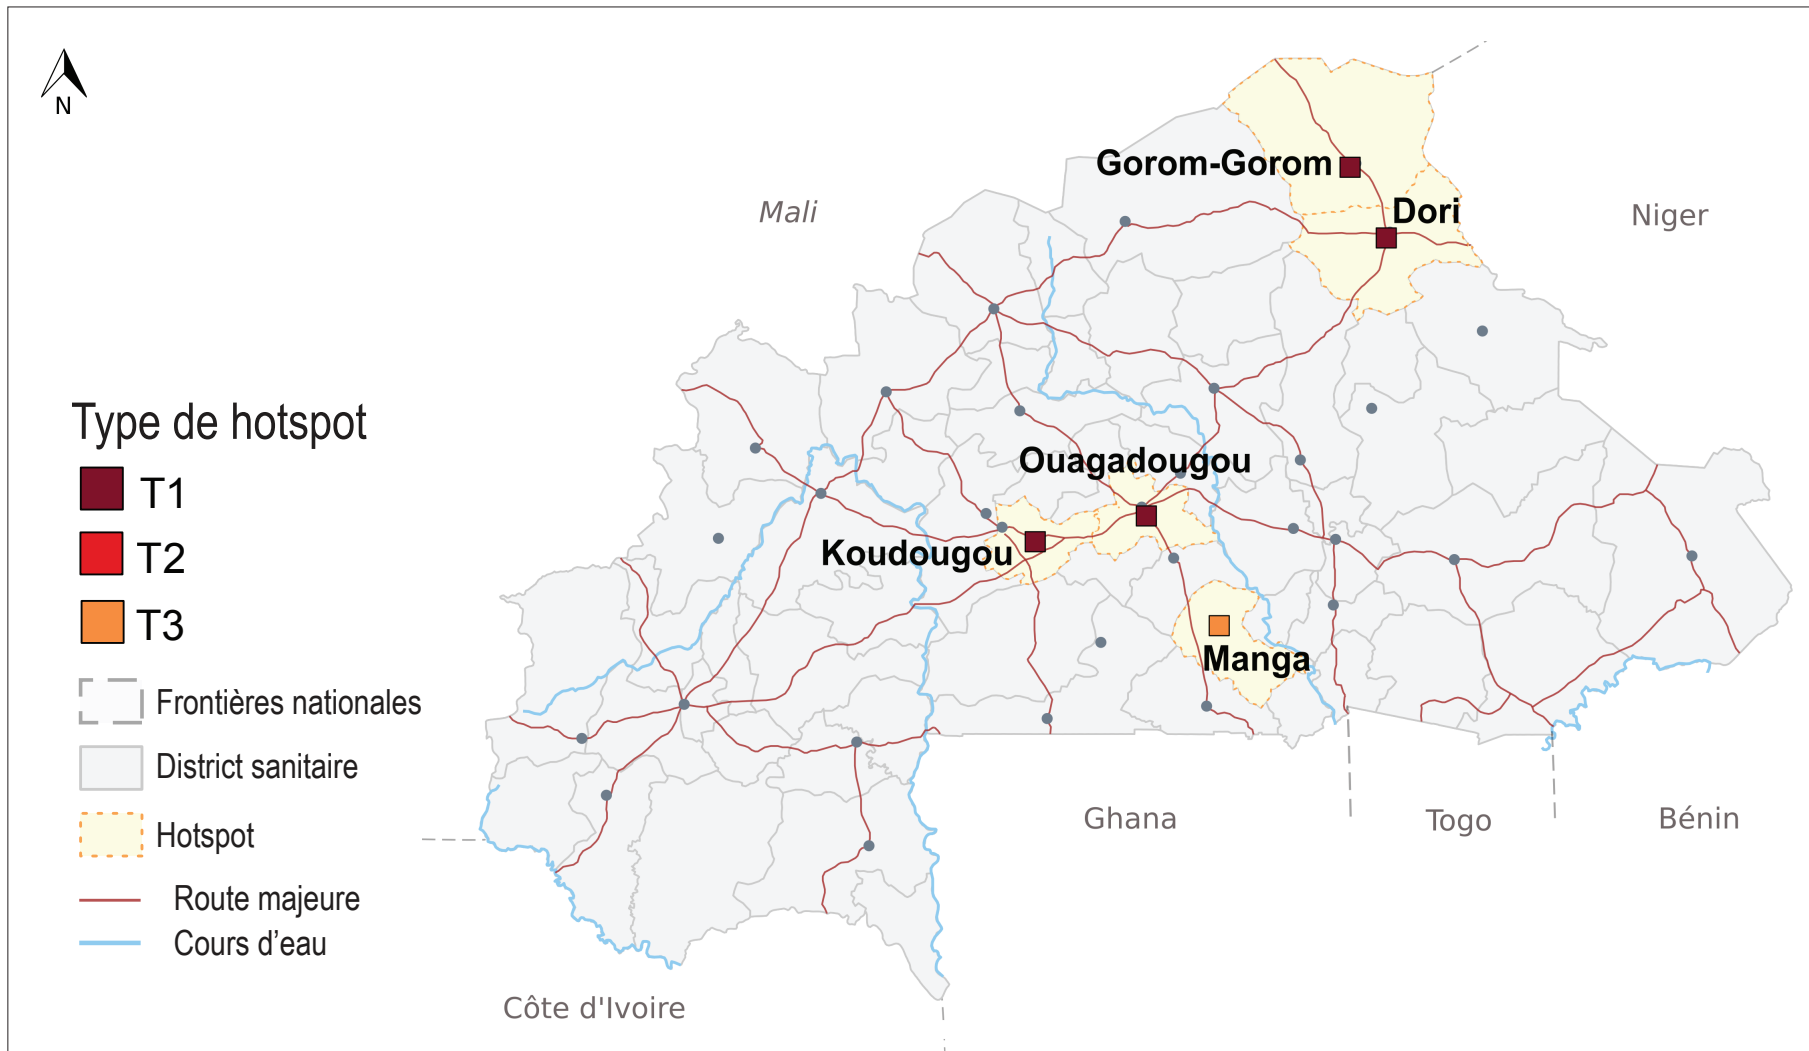 N
Mali
Niger
Gorom-Gorom
Dori
Ouagadougou
Koudougou
Manga
Ghana
Togo
Bénin
Côte d'Ivoire
Type de hotspot
T1
T2
T3
Frontières nationales
District sanitaire
Hotspot
Route majeure
Cours d’eau